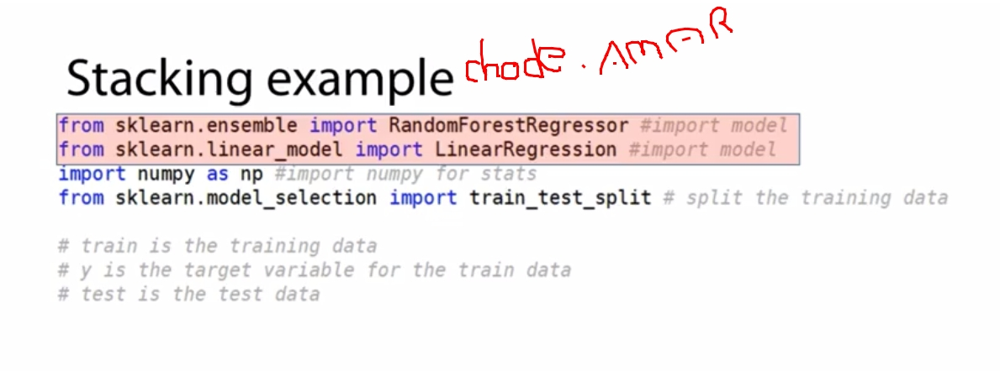 Stacking example chode. AMAR
from sklearn.ensemble import RandomForestRegressor #import model
from sklearn.linear_model import LinearRegression #import model
import numpy as np #import numpy for stats
from sklearn.model_selection import train_test_split # split the training data
# train is the training data
# y is the target variable for the train data
# test is the test data